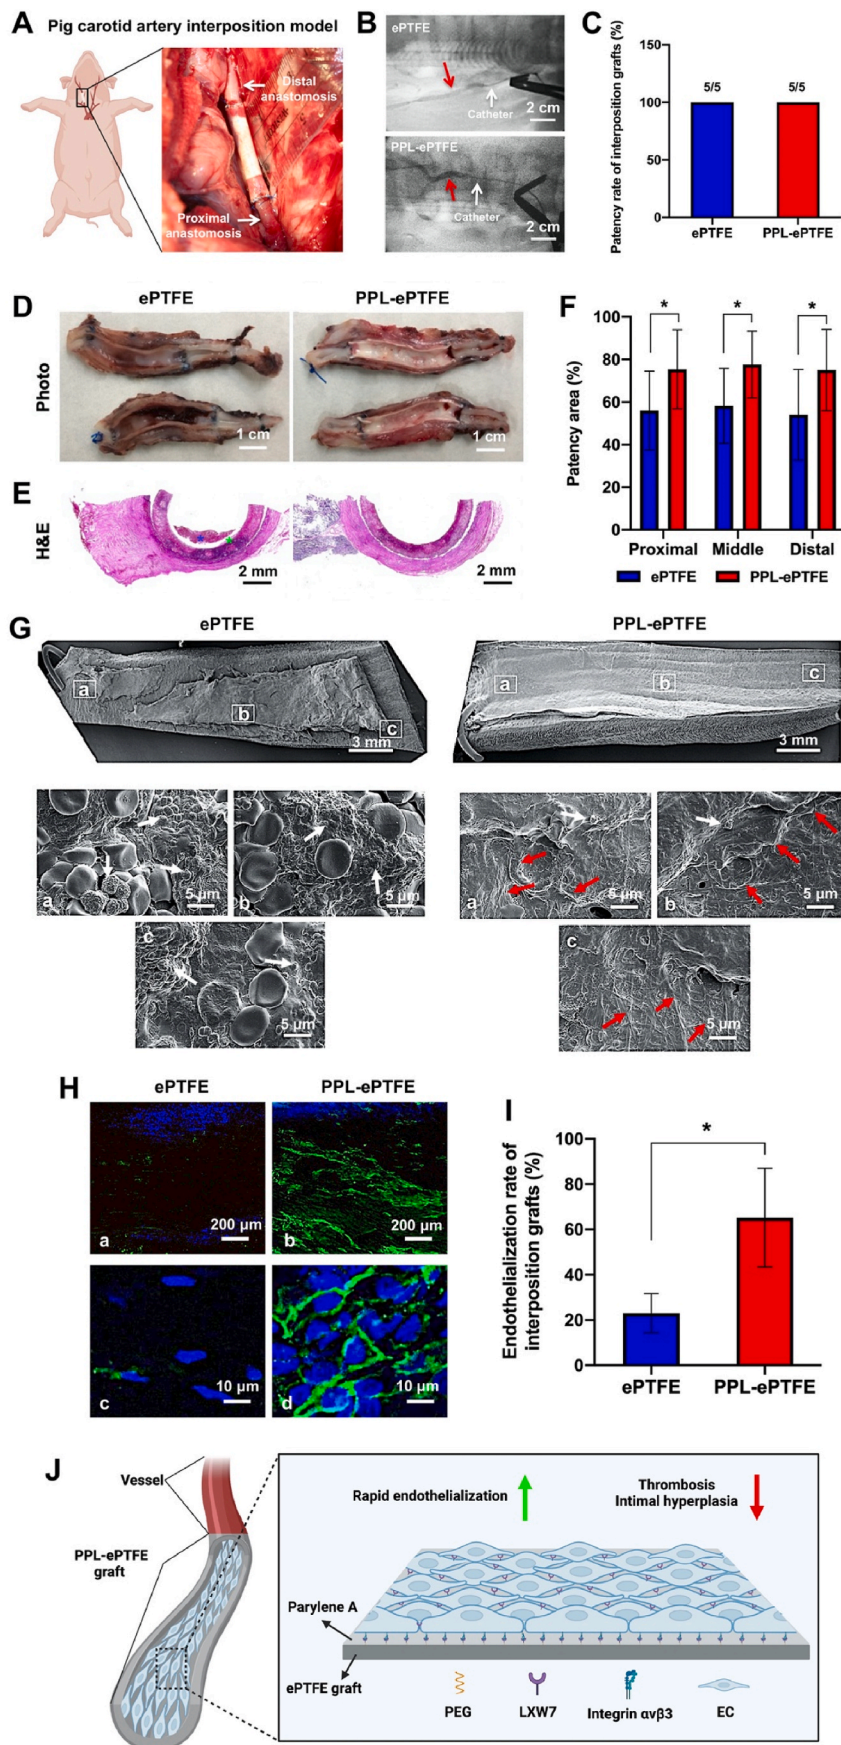 A Pig carotid artery interposition model
Distal
anastomosis
Proximal
anastomosis
B
ePTFE
Catheter
2 cm
PPL-ePTFE
Catheter
2 cm
C
Patency rate of interposition grafts (%)
150
100
50
0
5/5
5/5
ePTFE
PPL-ePTFE
D
ePTFE
PPL-ePTFE
Photo
1 cm
1 cm
E
H&E
*
*
2 mm
2 mm
F
Patency area (%)
100
80
60
40
20
0
*
*
*
Proximal
Middle
Distal
ePTFE
PPL-ePTFE
G
ePTFE
PPL-ePTFE
a
b
c
3 mm
a
b
c
3 mm
a
5 µm
b
5 µm
c
5 µm
a
5 µm
b
5 µm
c
5 µm
H
ePTFE
PPL-ePTFE
a
200 µm
b
200 µm
c
10 µm
d
10 µm
I
Endothelialization rate of
interposition grafts (%)
100
80
60
40
20
0
*
ePTFE
PPL-ePTFE
J
Vessel
PPL-ePTFE
graft
Rapid endothelialization
Thrombosis
Intimal hyperplasia
Parylene A
ePTFE graft
PEG
LXW7
Integrin αvβ3
EC